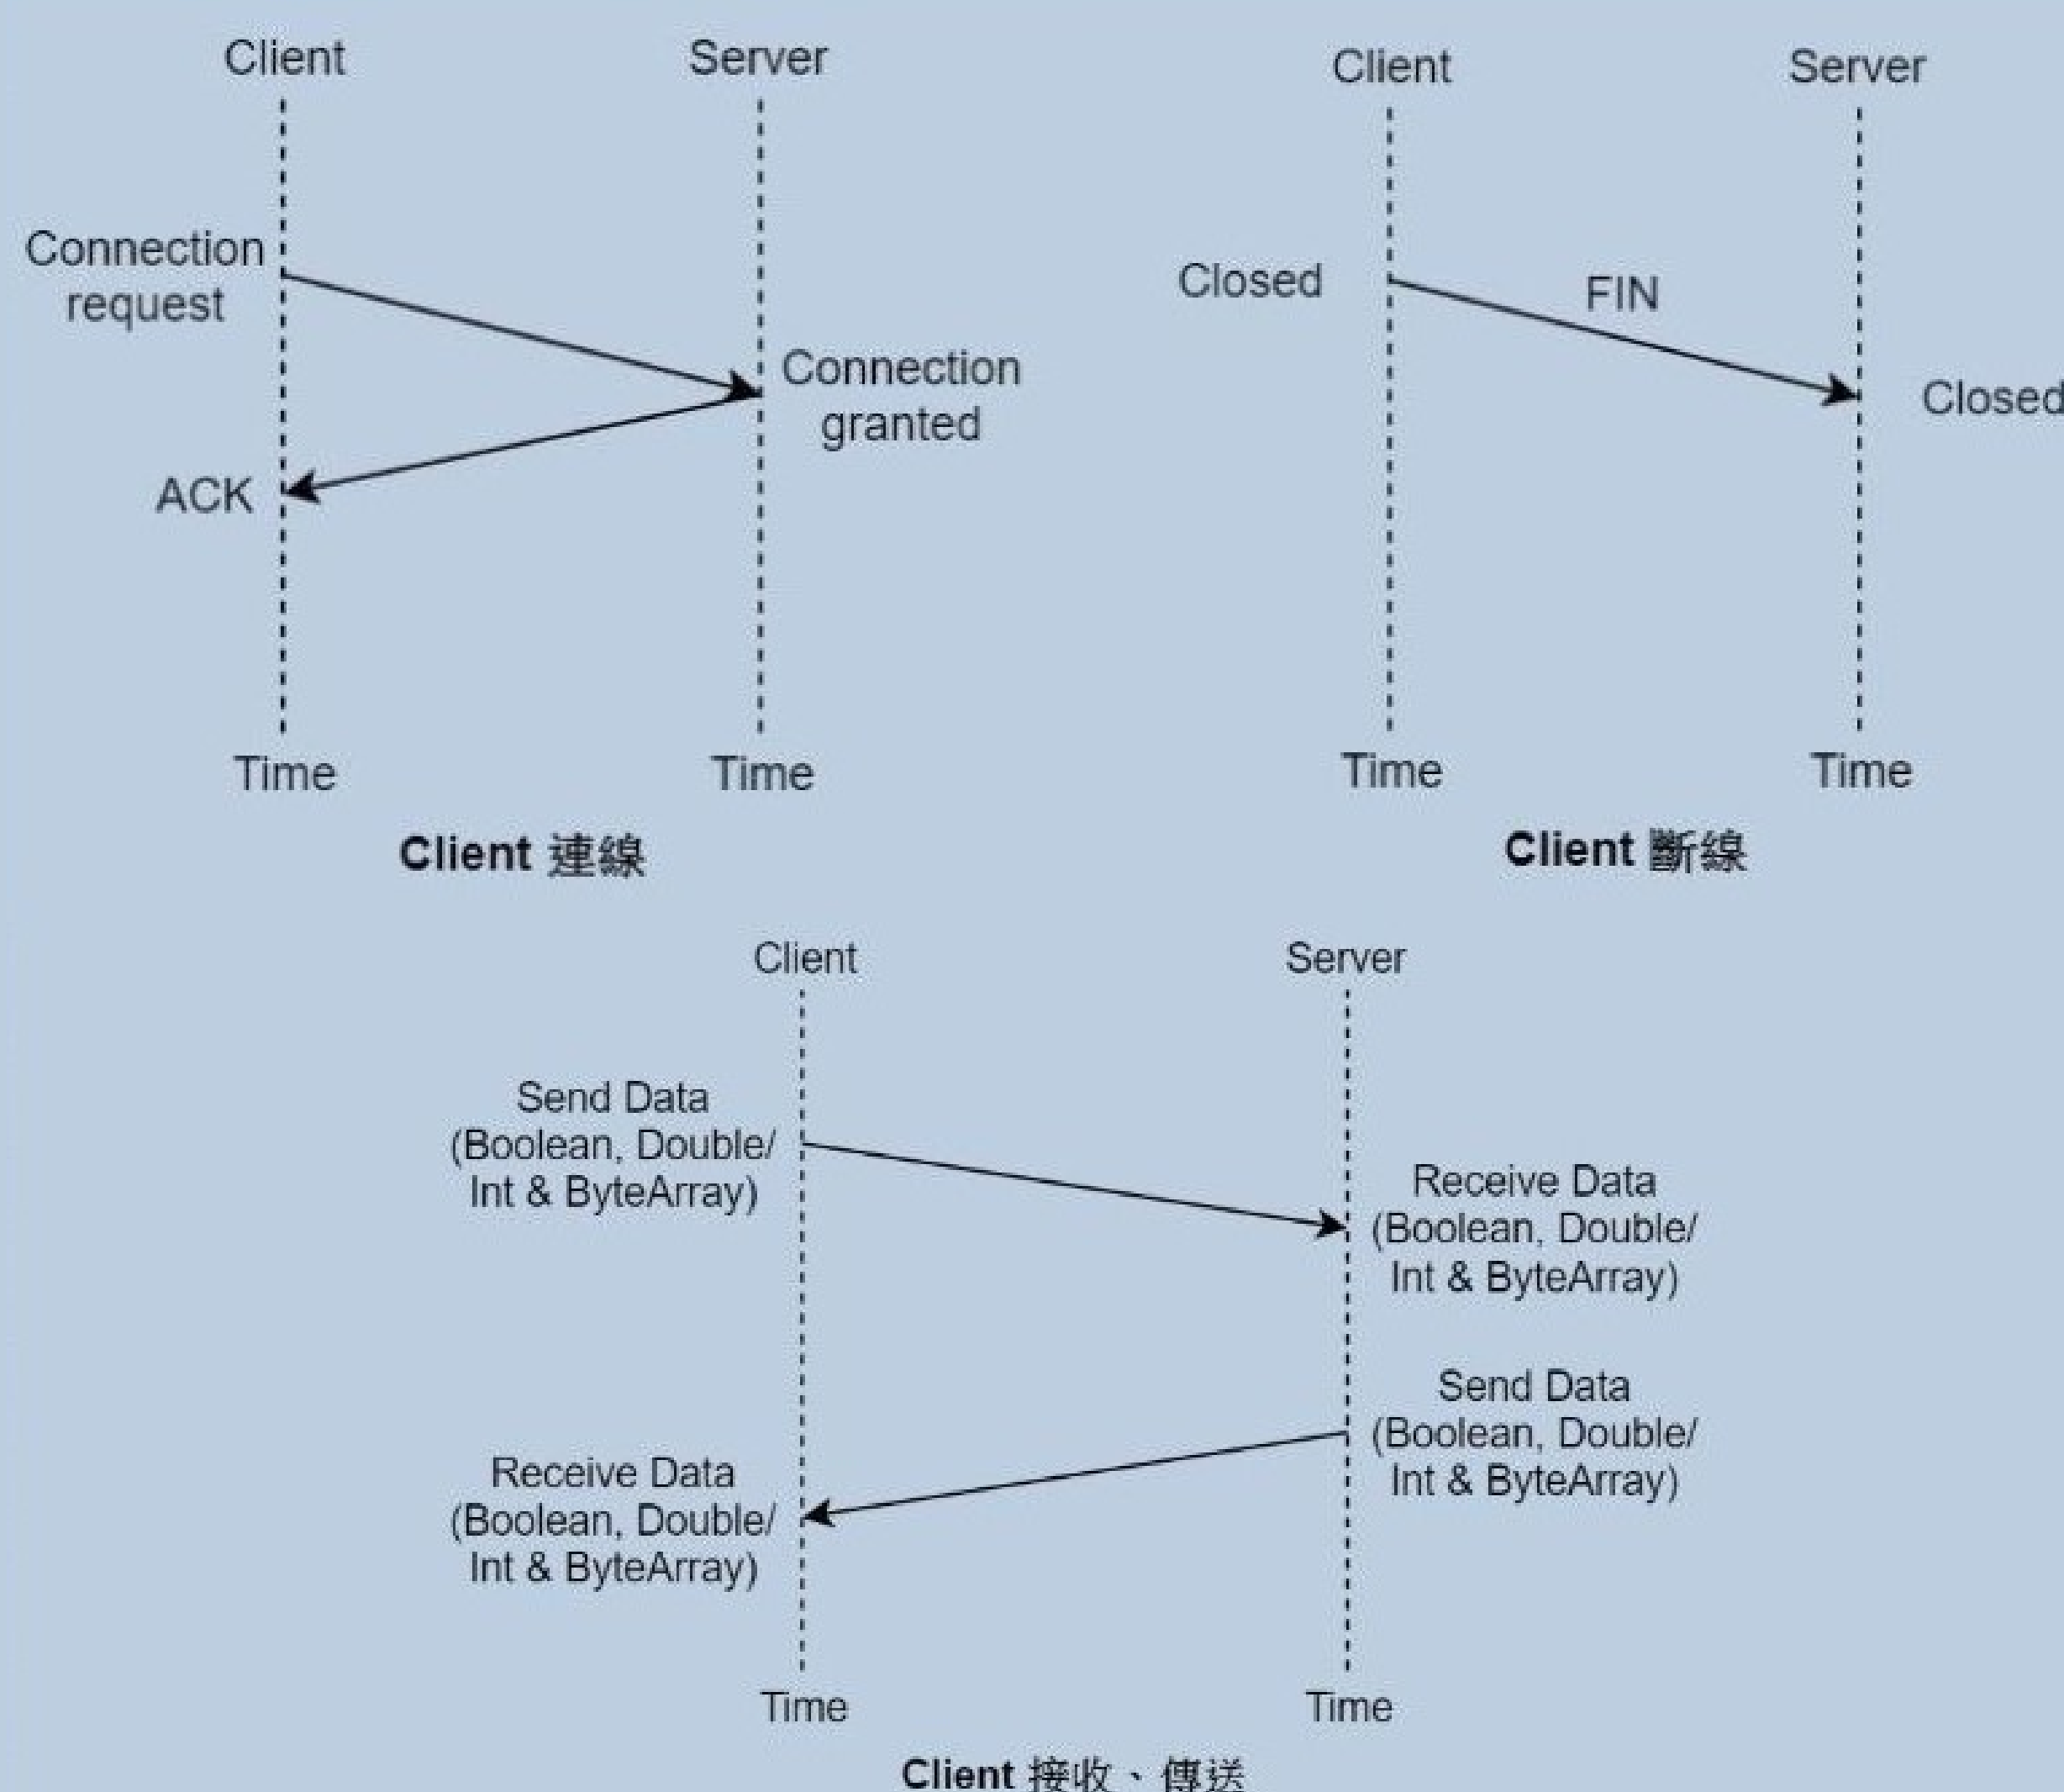 Client
Server
Connection
request
Connection
granted
ACK
Time
Time
Client 連線
Client
Server
Closed
FIN
Closed
Time
Time
Client 斷線
Client
Server
Send Data
(Boolean, Double/
Int & ByteArray)
Receive Data
(Boolean, Double/
Int & ByteArray)
Send Data
(Boolean, Double/
Int & ByteArray)
Receive Data
(Boolean, Double/
Int & ByteArray)
Time
Time
Client 接收、傳送